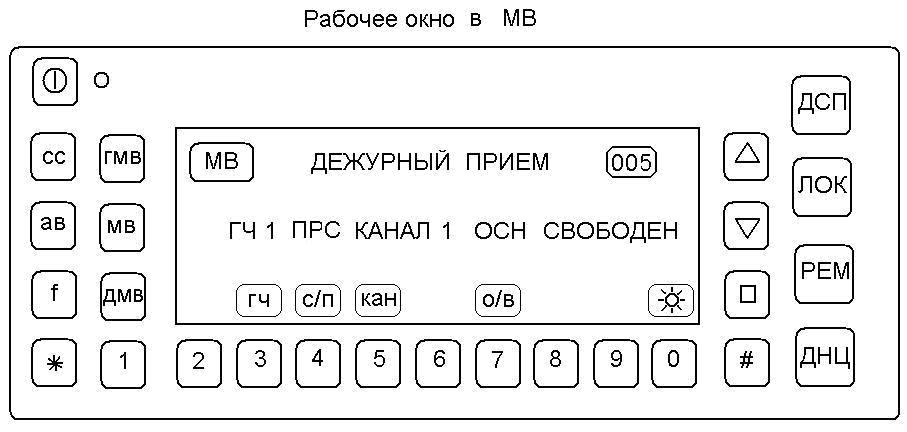 Рабочее окно в МВ
ДСП
сс гмв МВ ДЕЖУРНЫЙ ПРИЕМ 005
ЛОК
ав мв ГЧ 1 ПРС КАНАЛ 1 ОСН СВОБОДЕН
РЕМ
f дмв гч с/п кан о/в
* 1 2 3 4 5 6 7 8 9 0 # ДНЦ